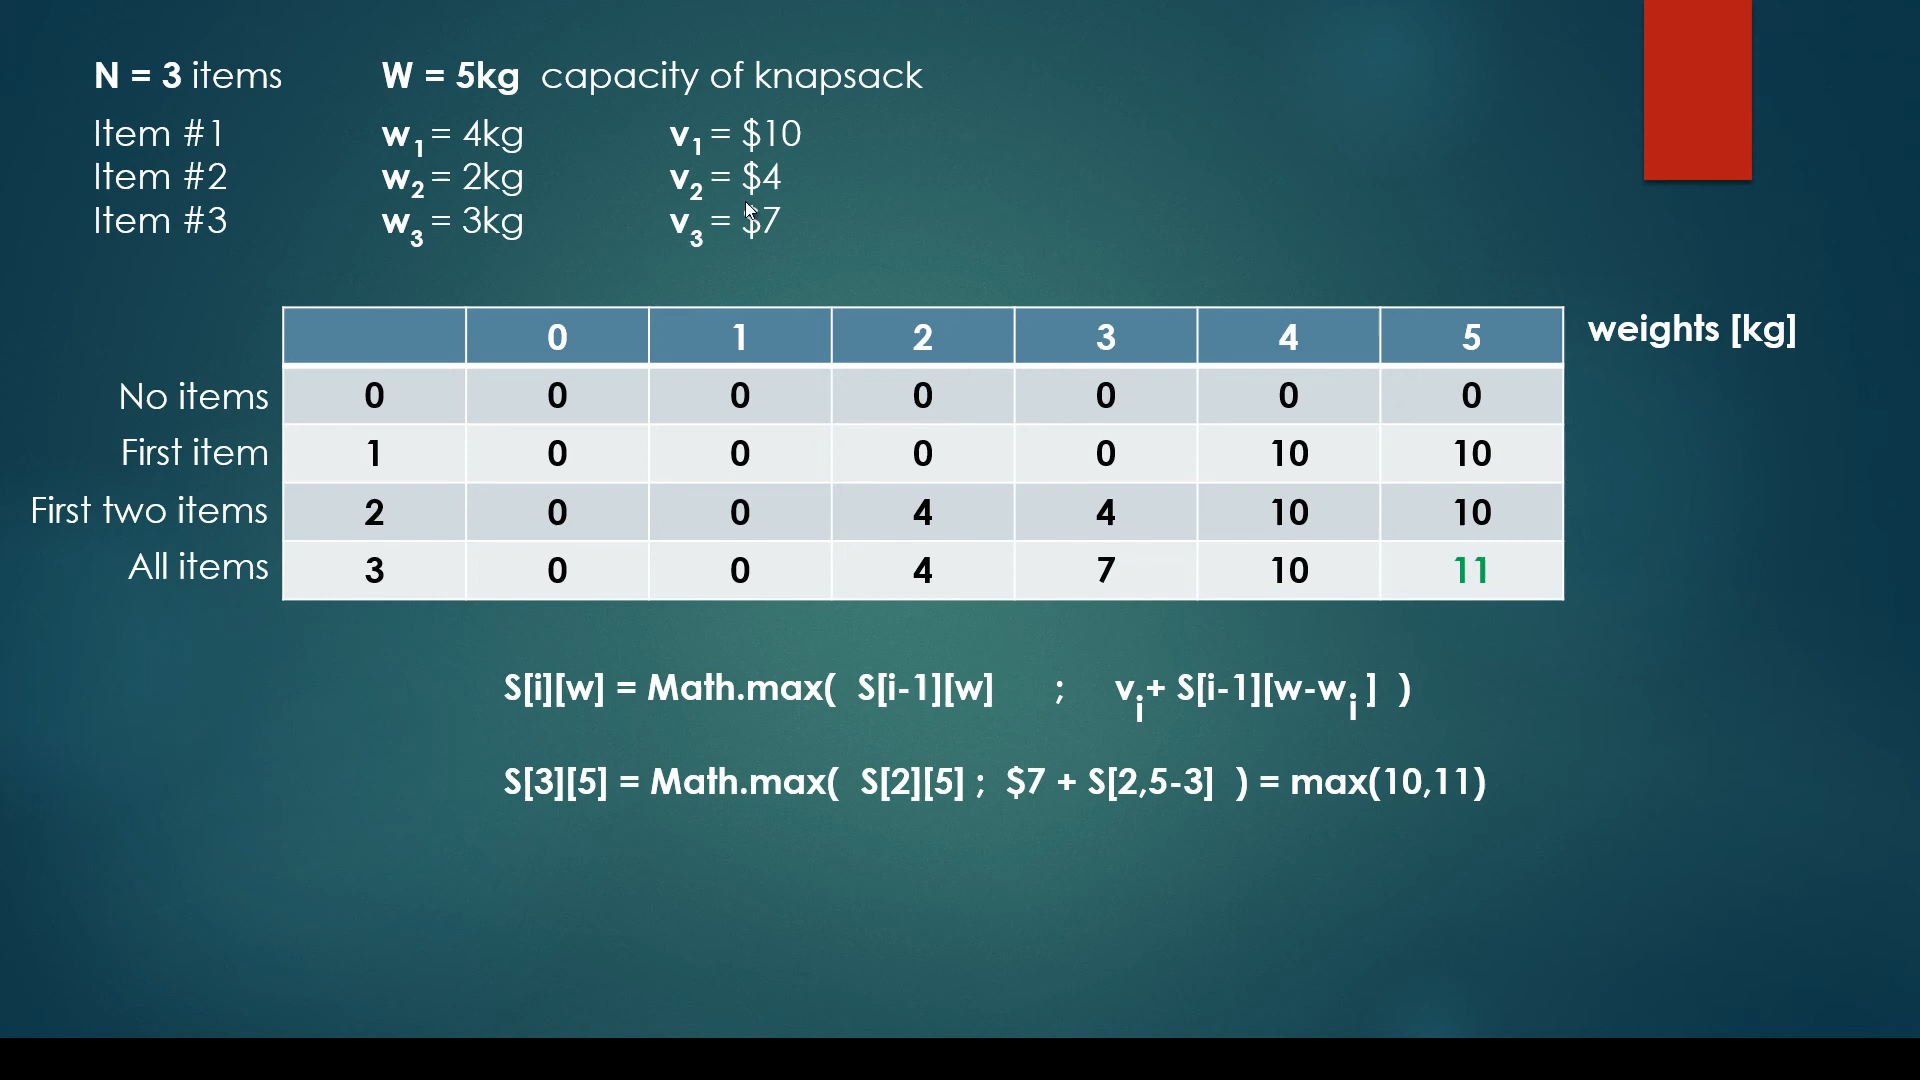 N = 3 items W = 5kg capacity of knapsack
Item #1 w1 = 4kg v1 = $10
Item #2 w2 = 2kg v2 = $4
Item #3 w3 = 3kg v3 = $7
0 1 2 3 4 5 weights [kg]
No items 0 0 0 0 0 0 0
First item 1 0 0 0 0 10 10
First two items 2 0 0 4 4 10 10
All items 3 0 0 4 7 10 11
S[i][w] = Math.max( S[i-1][w] ; vi+ S[i-1][w-wi] )
S[3][5] = Math.max( S[2][5] ; $7 + S[2,5-3] ) = max(10,11)